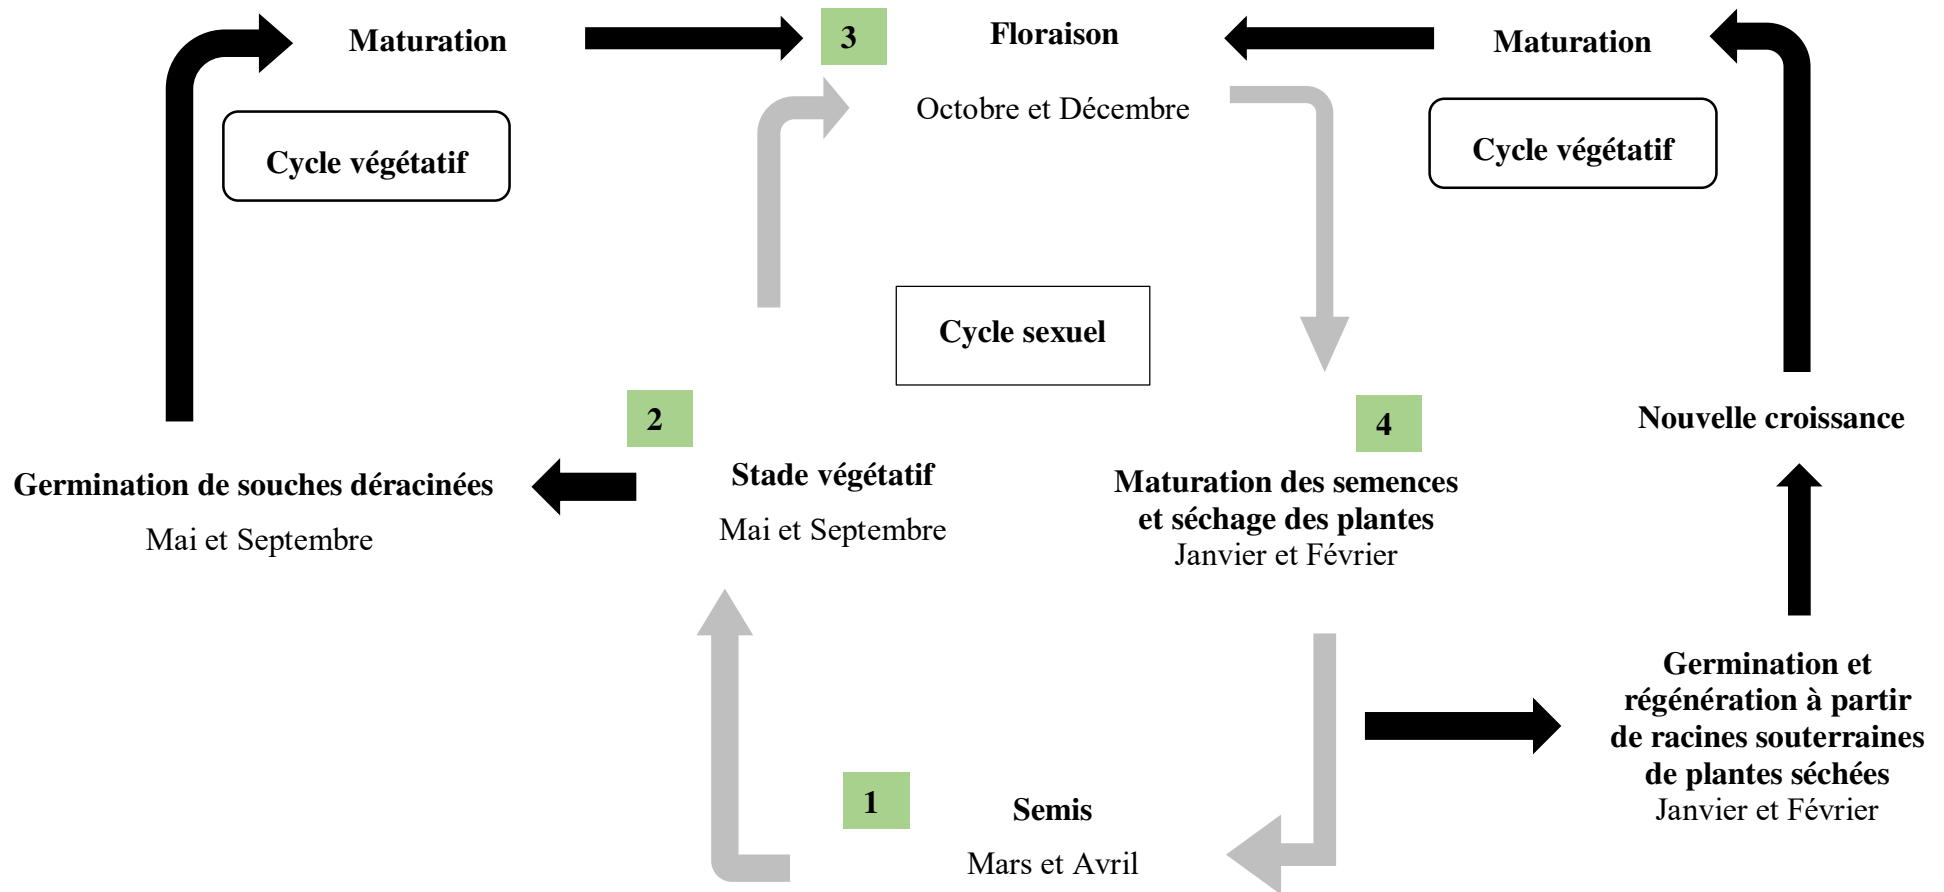 Maturation
3
Floraison
Maturation
Octobre et Décembre
Cycle végétatif
Cycle végétatif
Cycle sexuel
2
4
Nouvelle croissance
Germination de souches déracinées
Mai et Septembre
Stade végétatif
Mai et Septembre
Maturation des semences
et séchage des plantes
Janvier et Février
Germination et
régénération à partir
de racines souterraines
de plantes séchées
Janvier et Février
1
Semis
Mars et Avril